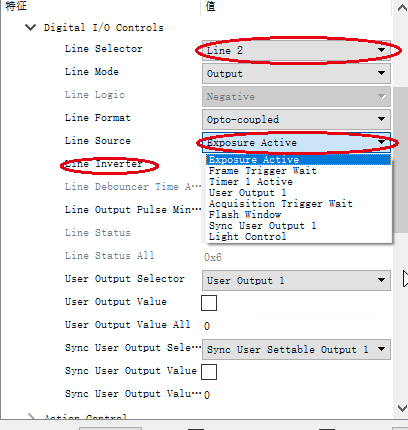 特征 值
Digital I/O Controls
Line Selector Line 2
Line Mode Output
Line Logic Negative
Line Format Opto-coupled
Line Source Exposure Active
Line Inverter Exposure Active
Frame Trigger Wait
Line Debouncer Time A... Timer 1 Active
User Output 1
Line Output Pulse Min... Acquisition Trigger Wait
Flash Window
Line Status Sync User Output 1
Light Control
Line Status All 0x6
User Output Selector User Output 1
User Output Value
User Output Value All 0
Sync User Output Sele... Sync User Settable Output 1
Sync User Output Value
Sync User Output Valu... 0
Action Control